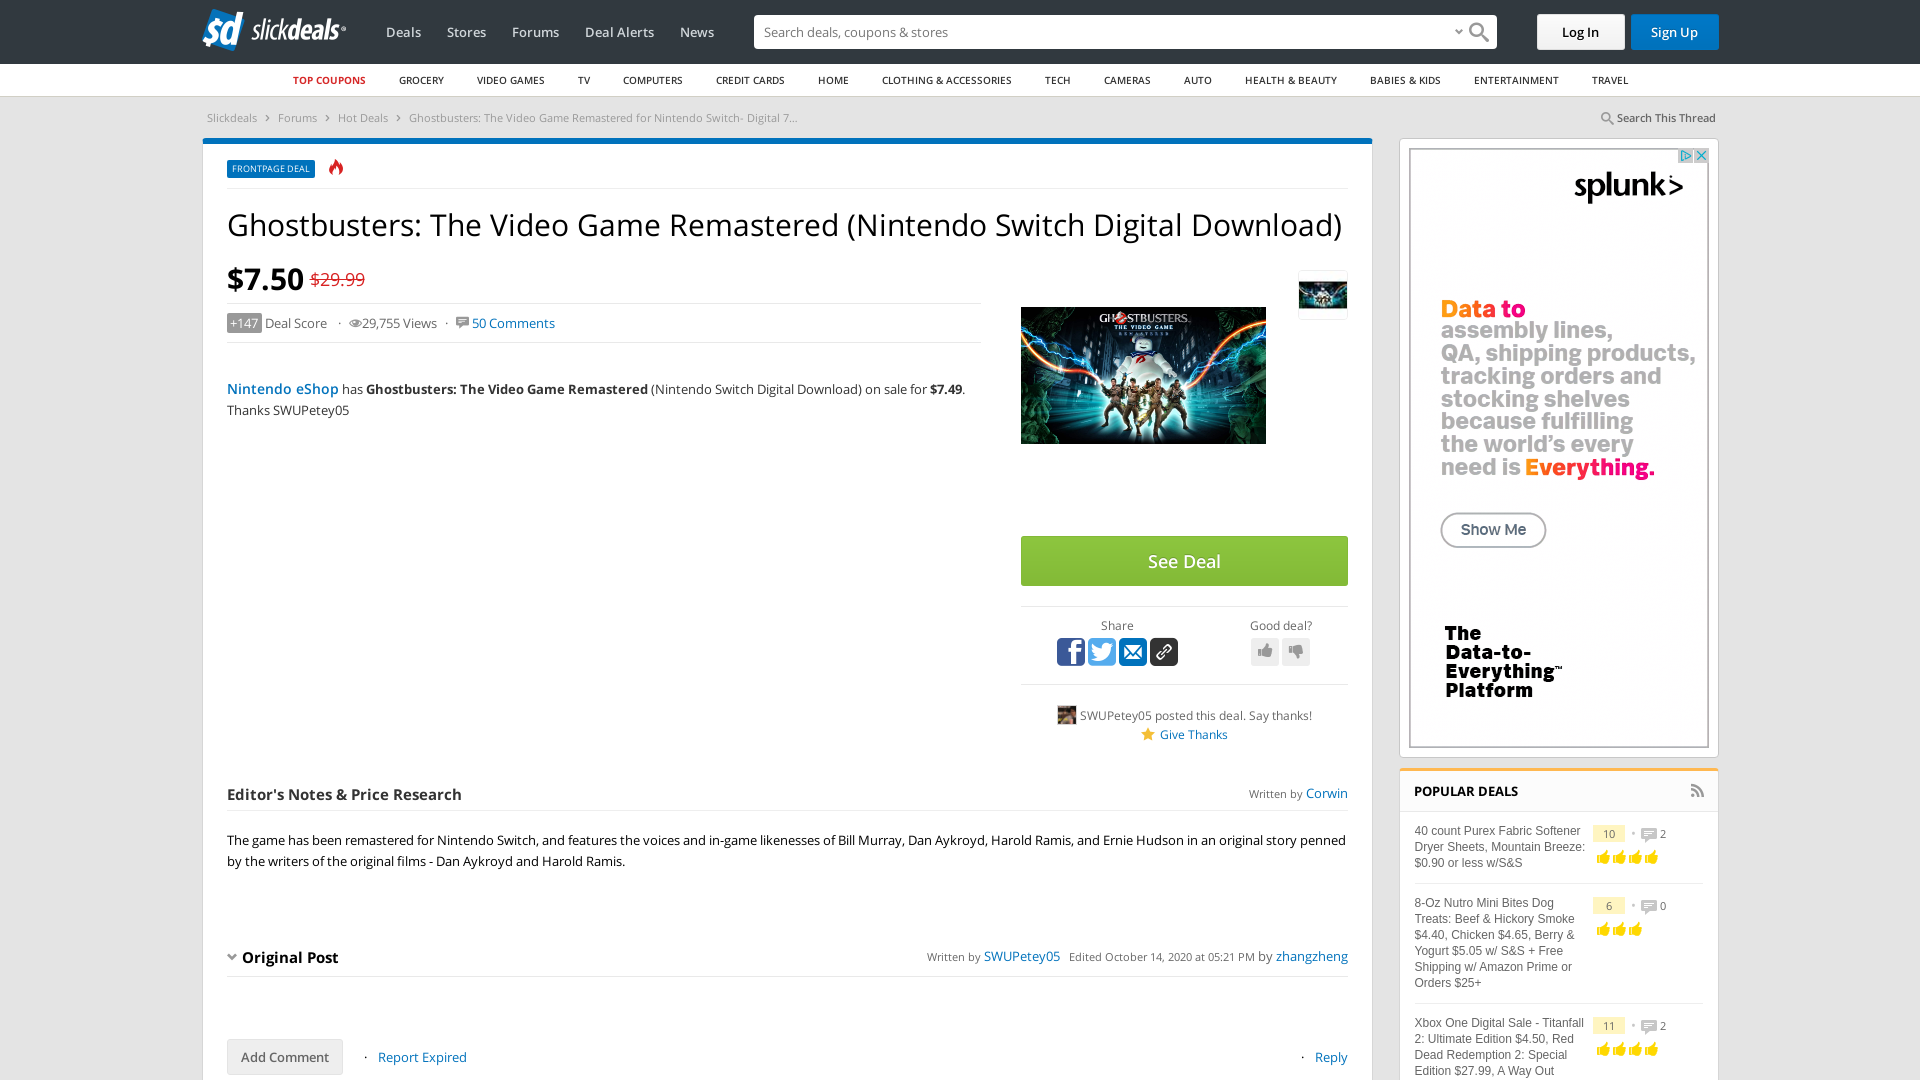 slickdeals
Deals
Stores
Forums
Deal Alerts
News
Search deals, coupons & stores
Log In
Sign Up
TOP COUPONS
GROCERY
VIDEO GAMES
TV
COMPUTERS
CREDIT CARDS
HOME
CLOTHING & ACCESSORIES
TECH
CAMERAS
AUTO
HEALTH & BEAUTY
BABIES & KIDS
ENTERTAINMENT
TRAVEL
Slickdeals › Forums › Hot Deals › Ghostbusters: The Video Game Remastered for Nintendo Switch- Digital 7...
Search This Thread
FRONTPAGE DEAL
Ghostbusters: The Video Game Remastered (Nintendo Switch Digital Download)
$7.50 $29.99
+147 Deal Score · 29,755 Views · 50 Comments
Nintendo eShop has Ghostbusters: The Video Game Remastered (Nintendo Switch Digital Download) on sale for $7.49.
Thanks SWUPetey05
GHOSTBUSTERS
THE VIDEO GAME
REMASTERED
See Deal
Share
Good deal?
SWUPetey05 posted this deal. Say thanks!
Give Thanks
Editor's Notes & Price Research
Written by Corwin
The game has been remastered for Nintendo Switch, and features the voices and in-game likenesses of Bill Murray, Dan Aykroyd, Harold Ramis, and Ernie Hudson in an original story penned
by the writers of the original films - Dan Aykroyd and Harold Ramis.
Original Post
Written by SWUPetey05 Edited October 14, 2020 at 05:21 PM by zhangzheng
Add Comment
· Report Expired
· Reply
splunk>
Data to
assembly lines,
QA, shipping products,
tracking orders and
stocking shelves
because fulfilling
the world's every
need is Everything.
Show Me
The
Data-to-
Everything™
Platform
POPULAR DEALS
40 count Purex Fabric Softener
Dryer Sheets, Mountain Breeze:
$0.90 or less w/S&S
10 • 2
8-Oz Nutro Mini Bites Dog
Treats: Beef & Hickory Smoke
$4.40, Chicken $4.65, Berry &
Yogurt $5.05 w/ S&S + Free
Shipping w/ Amazon Prime or
Orders $25+
6 • 0
Xbox One Digital Sale - Titanfall
2: Ultimate Edition $4.50, Red
Dead Redemption 2: Special
Edition $27.99, A Way Out
11 • 2